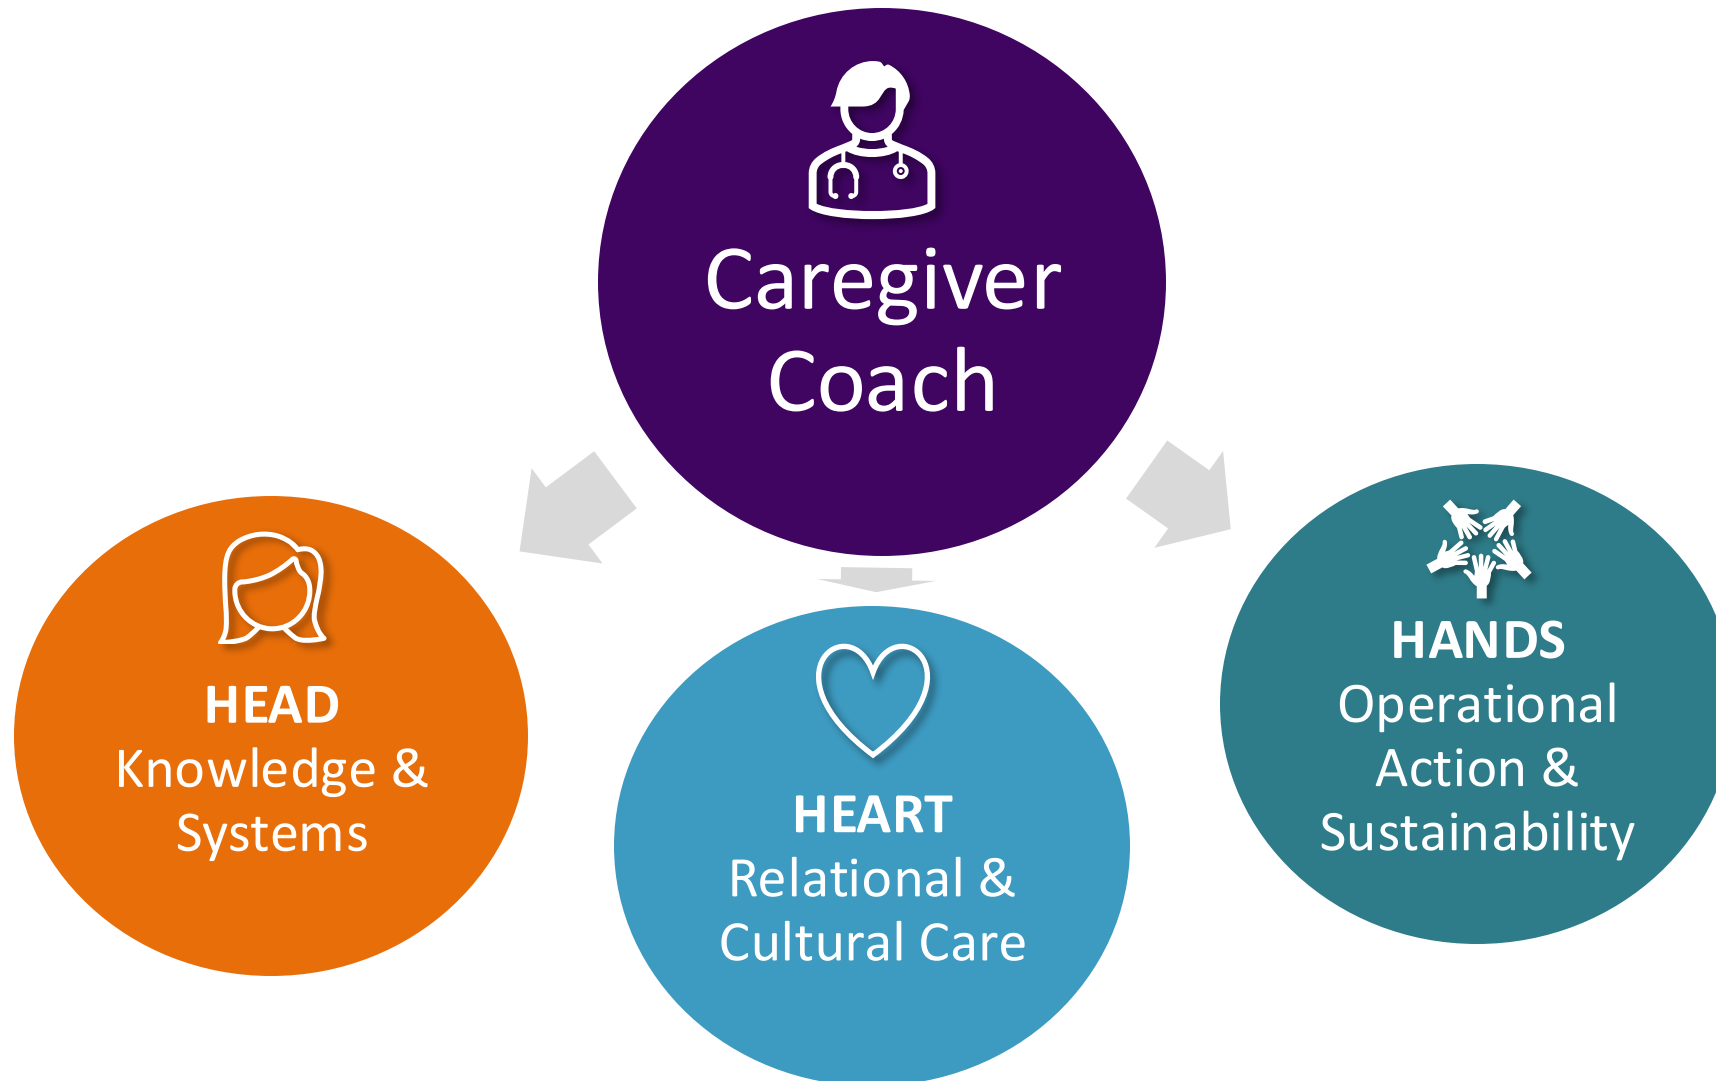 Caregiver
Coach
HEAD
Knowledge &
Systems
HEART
Relational &
Cultural Care
HANDS
Operational
Action &
Sustainability